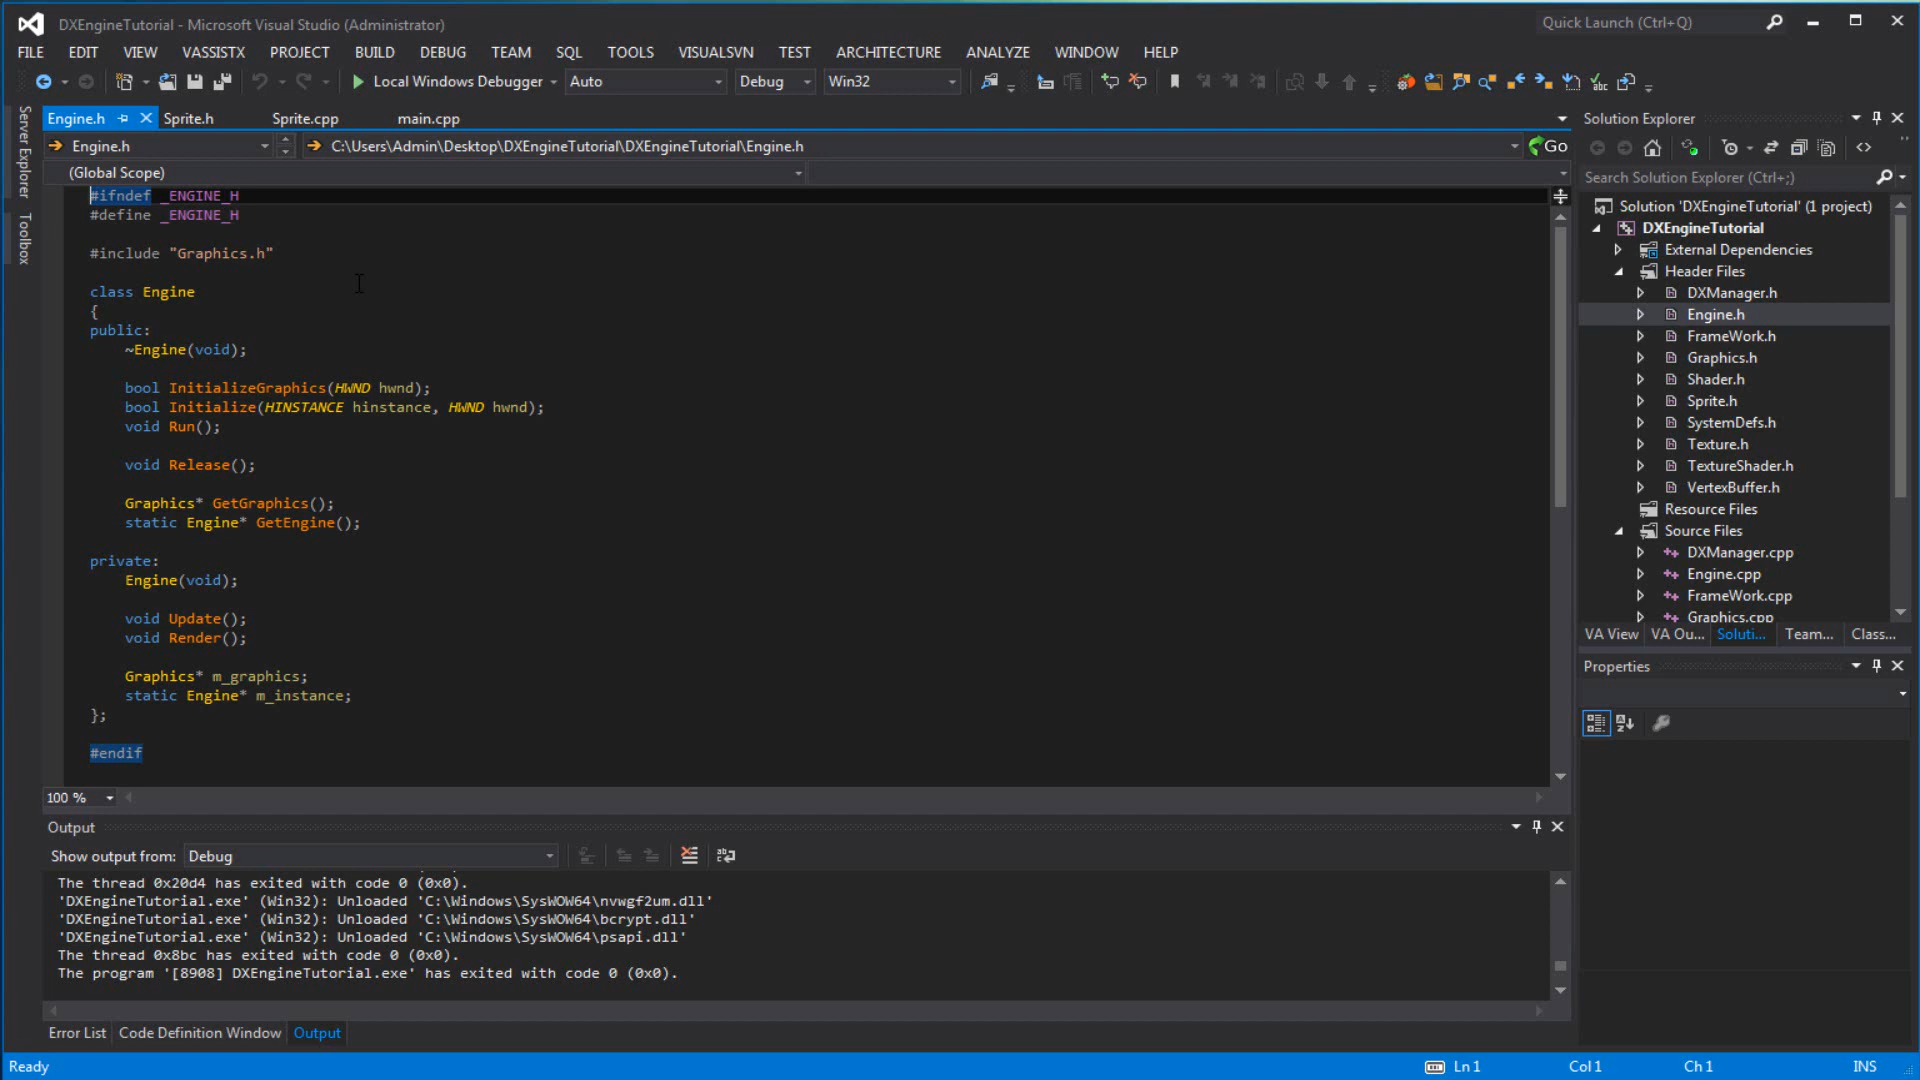 DXEngineTutorial - Microsoft Visual Studio (Administrator)
Quick Launch (Ctrl+Q)
FILE EDIT VIEW VASSISTX PROJECT BUILD DEBUG TEAM SQL TOOLS VISUALSVN TEST ARCHITECTURE ANALYZE WINDOW HELP
Local Windows Debugger Auto Debug Win32
Server Explorer
Toolbox
Engine.h Sprite.h Sprite.cpp main.cpp
Engine.h C:\Users\Admin\Desktop\DXEngineTutorial\DXEngineTutorial\Engine.h Go
(Global Scope)
#ifndef _ENGINE_H
#define _ENGINE_H
#include "Graphics.h"
class Engine
{
public:
~Engine(void);
bool InitializeGraphics(HWND hwnd);
bool Initialize(HINSTANCE hinstance, HWND hwnd);
void Run();
void Release();
Graphics* GetGraphics();
static Engine* GetEngine();
private:
Engine(void);
void Update();
void Render();
Graphics* m_graphics;
static Engine* m_instance;
};
#endif
100 %
Output
Show output from: Debug
The thread 0x20d4 has exited with code 0 (0x0).
'DXEngineTutorial.exe' (Win32): Unloaded 'C:\Windows\SysWOW64\nvwgf2um.dll'
'DXEngineTutorial.exe' (Win32): Unloaded 'C:\Windows\SysWOW64\bcrypt.dll'
'DXEngineTutorial.exe' (Win32): Unloaded 'C:\Windows\SysWOW64\psapi.dll'
The thread 0x8bc has exited with code 0 (0x0).
The program '[8908] DXEngineTutorial.exe' has exited with code 0 (0x0).
Error List Code Definition Window Output
Solution Explorer
Search Solution Explorer (Ctrl+;)
Solution 'DXEngineTutorial' (1 project)
DXEngineTutorial
External Dependencies
Header Files
DXManager.h
Engine.h
FrameWork.h
Graphics.h
Shader.h
Sprite.h
SystemDefs.h
Texture.h
TextureShader.h
VertexBuffer.h
Resource Files
Source Files
DXManager.cpp
Engine.cpp
FrameWork.cpp
Graphics.cpp
VA View VA Ou... Soluti... Team... Class...
Properties
Ready Ln 1 Col 1 Ch 1 INS